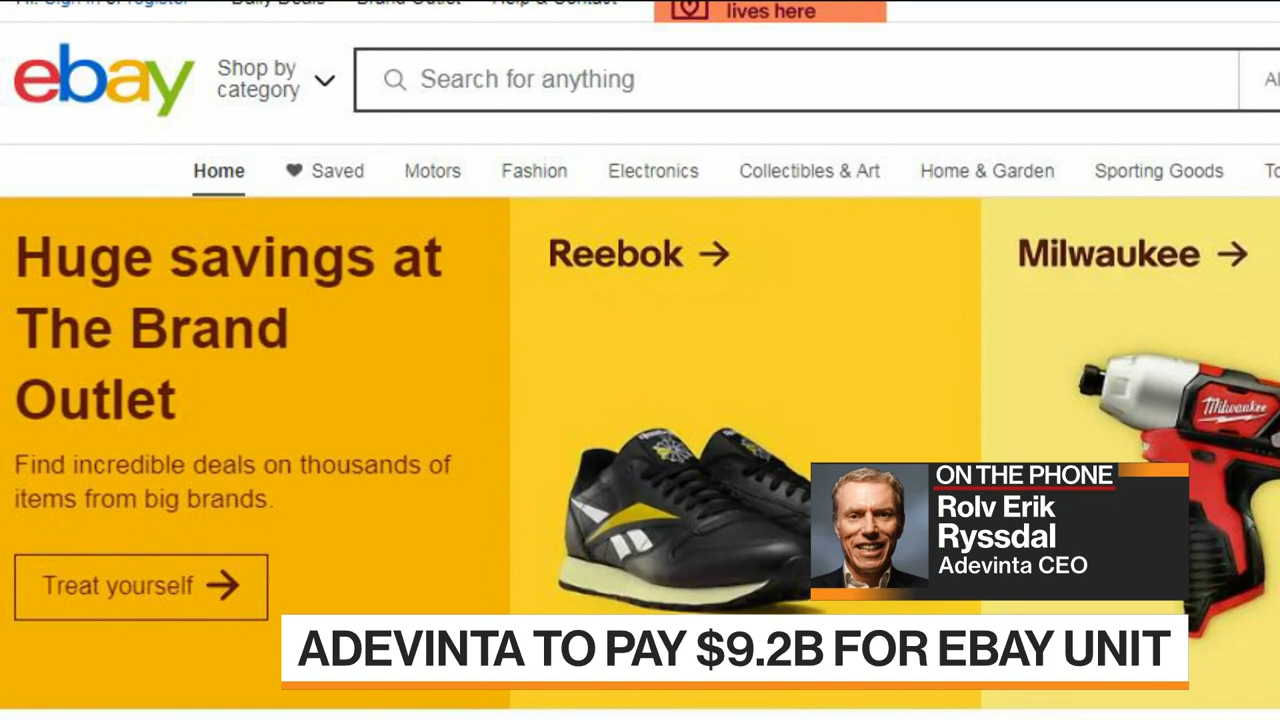 lives here
ebay
Shop by
category
Search for anything
Home
Saved
Motors
Fashion
Electronics
Collectibles & Art
Home & Garden
Sporting Goods
Huge savings at
The Brand
Outlet
Find incredible deals on thousands of
items from big brands.
Treat yourself
Reebok
Milwaukee
Milwaukee
ON THE PHONE
Rolv Erik
Ryssdal
Adevinta CEO
ADEVINTA TO PAY $9.2B FOR EBAY UNIT